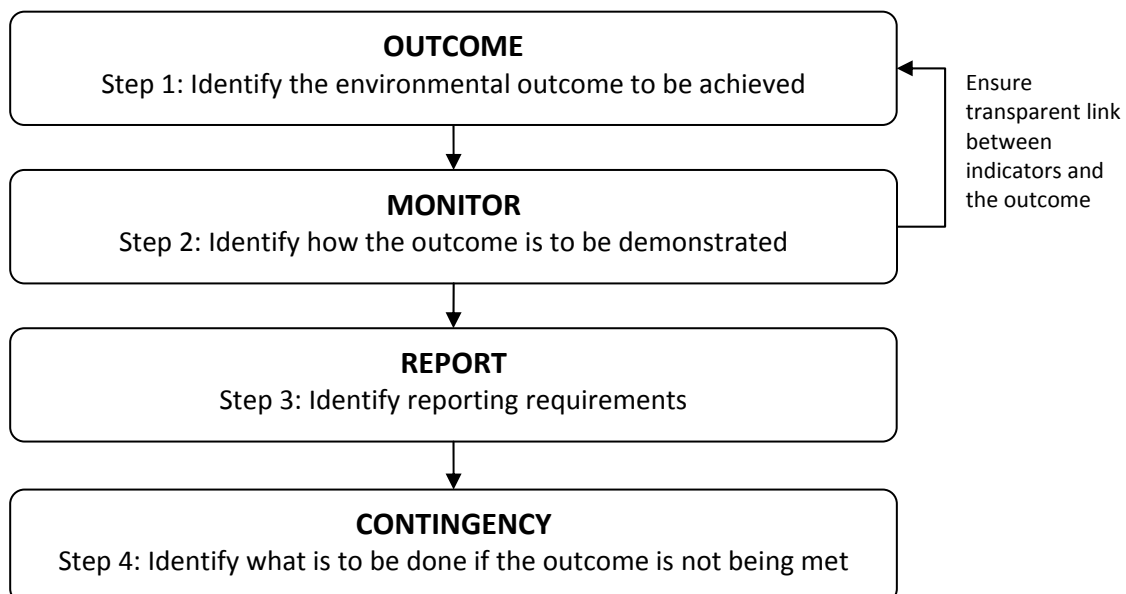 OUTCOME
Step 1: Identify the environmental outcome to be achieved
Ensure
transparent link
between
indicators and
the outcome
MONITOR
Step 2: Identify how the outcome is to be demonstrated
REPORT
Step 3: Identify reporting requirements
CONTINGENCY
Step 4: Identify what is to be done if the outcome is not being met